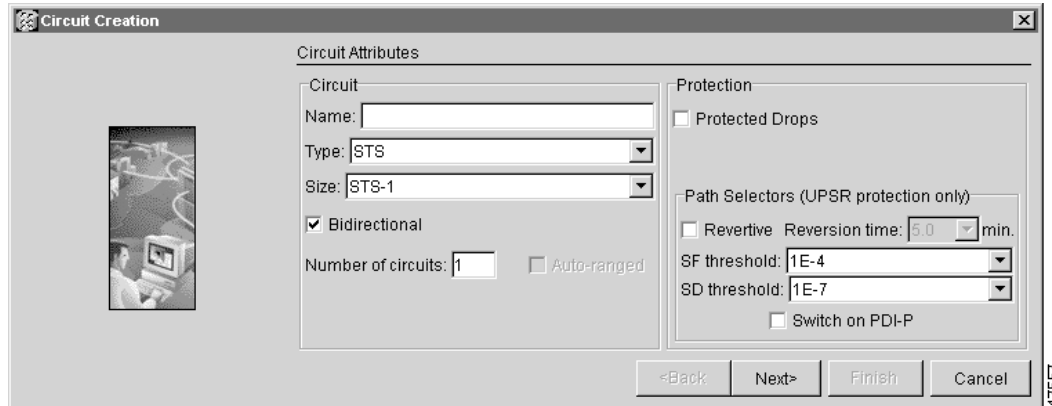 Circuit Creation
Circuit Attributes
Circuit
Name:
Type: STS
Size: STS-1
Bidirectional
Number of circuits: 1 Auto-ranged
Protection
Protected Drops
Path Selectors (UPSR protection only)
Revertive Reversion time: 5.0 min.
SF threshold: 1E-4
SD threshold: 1E-7
Switch on PDI-P
<Back Next> Finish Cancel